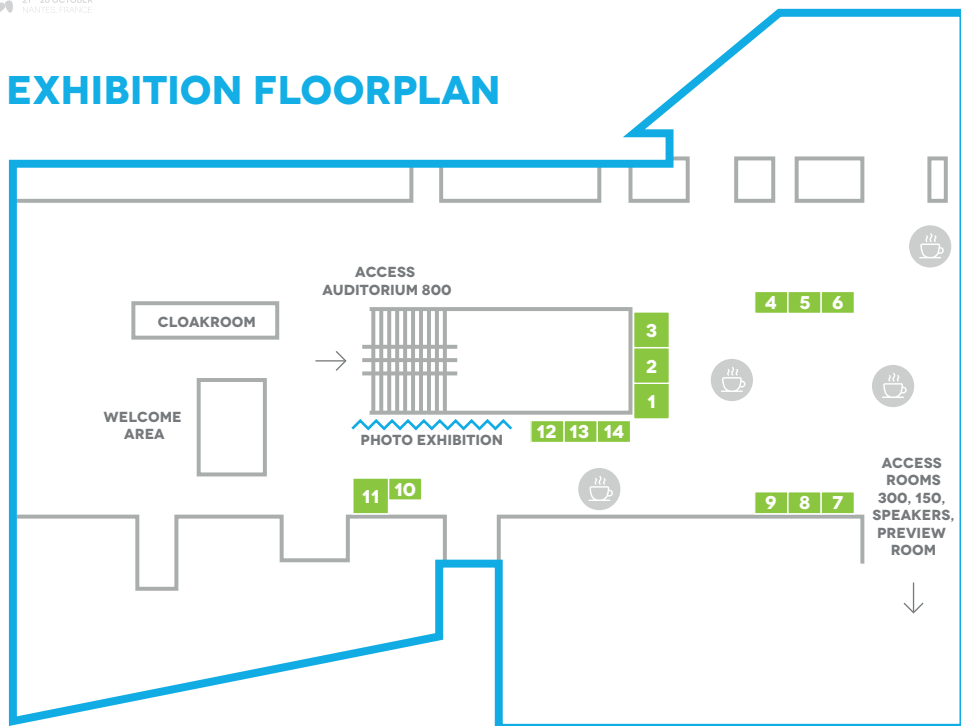 NANTES, FRANCE
EXHIBITION FLOORPLAN
ACCESS
AUDITORIUM 800
CLOAKROOM
4 5 6
3
2
1
WELCOME
AREA
PHOTO EXHIBITION
12 13 14
11 10
9 8 7
ACCESS
ROOMS
300, 150,
SPEAKERS,
PREVIEW
ROOM